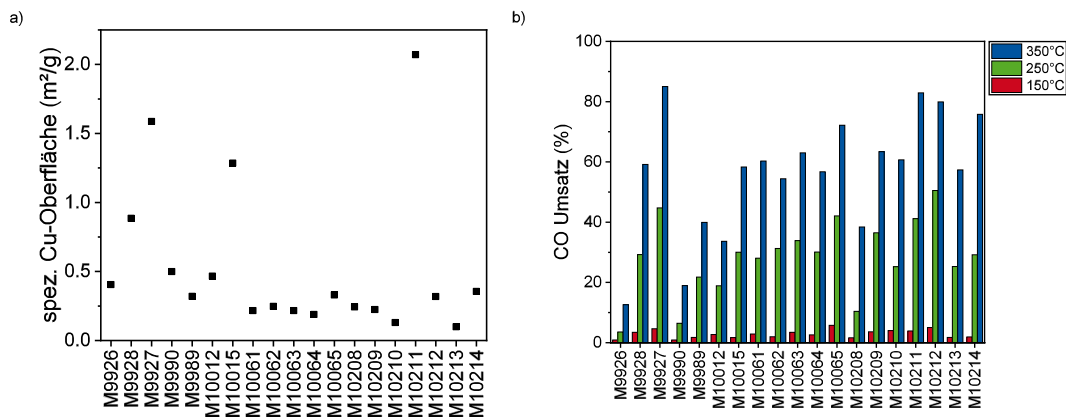 a)
spez. Cu-Oberfläche (m²/g)
2.0
1.5
1.0
0.5
0.0
M9926
M9928
M9927
M9990
M9989
M10012
M10015
M10061
M10062
M10063
M10064
M10065
M10208
M10209
M10210
M10211
M10212
M10213
M10214
b)
CO Umsatz (%)
100
80
60
40
20
0
350°C
250°C
150°C
M9926
M9928
M9927
M9990
M9989
M10012
M10015
M10061
M10062
M10063
M10064
M10065
M10208
M10209
M10210
M10211
M10212
M10213
M10214